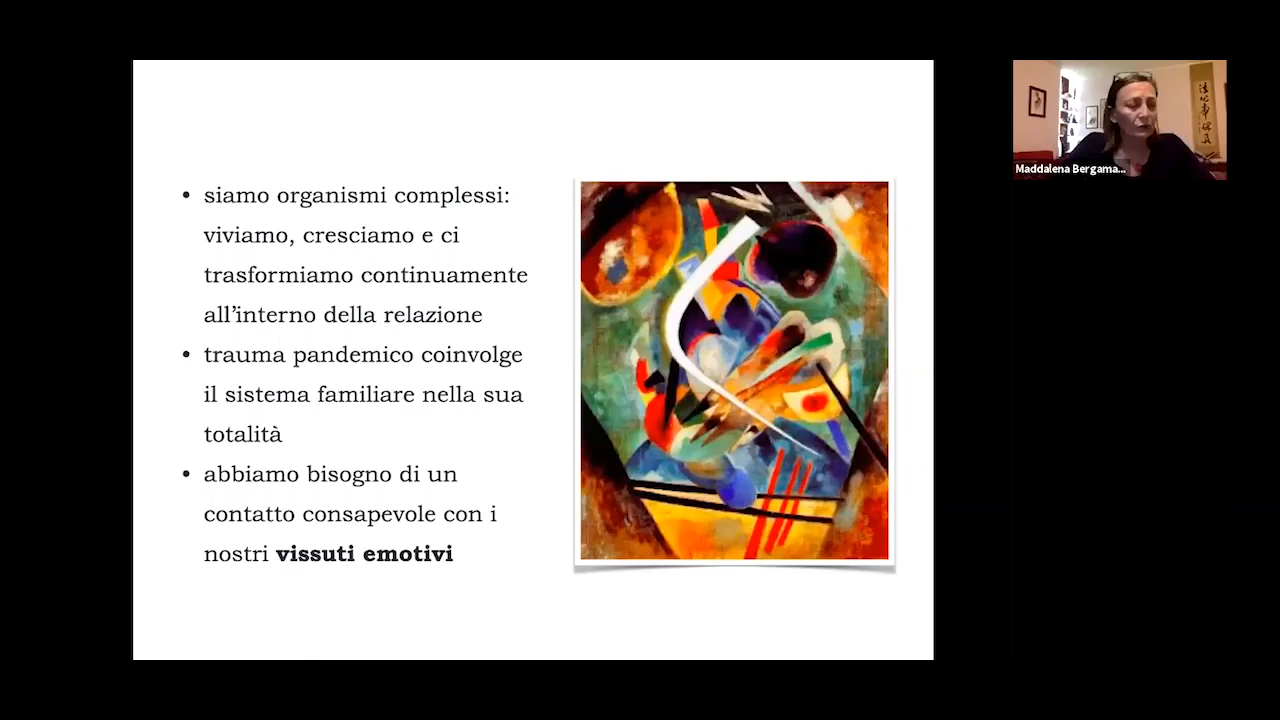 • siamo organismi complessi:
viviamo, cresciamo e ci
trasformiamo continuamente
all’interno della relazione
• trauma pandemico coinvolge
il sistema familiare nella sua
totalità
• abbiamo bisogno di un
contatto consapevole con i
nostri vissuti emotivi
Maddalena Bergama...